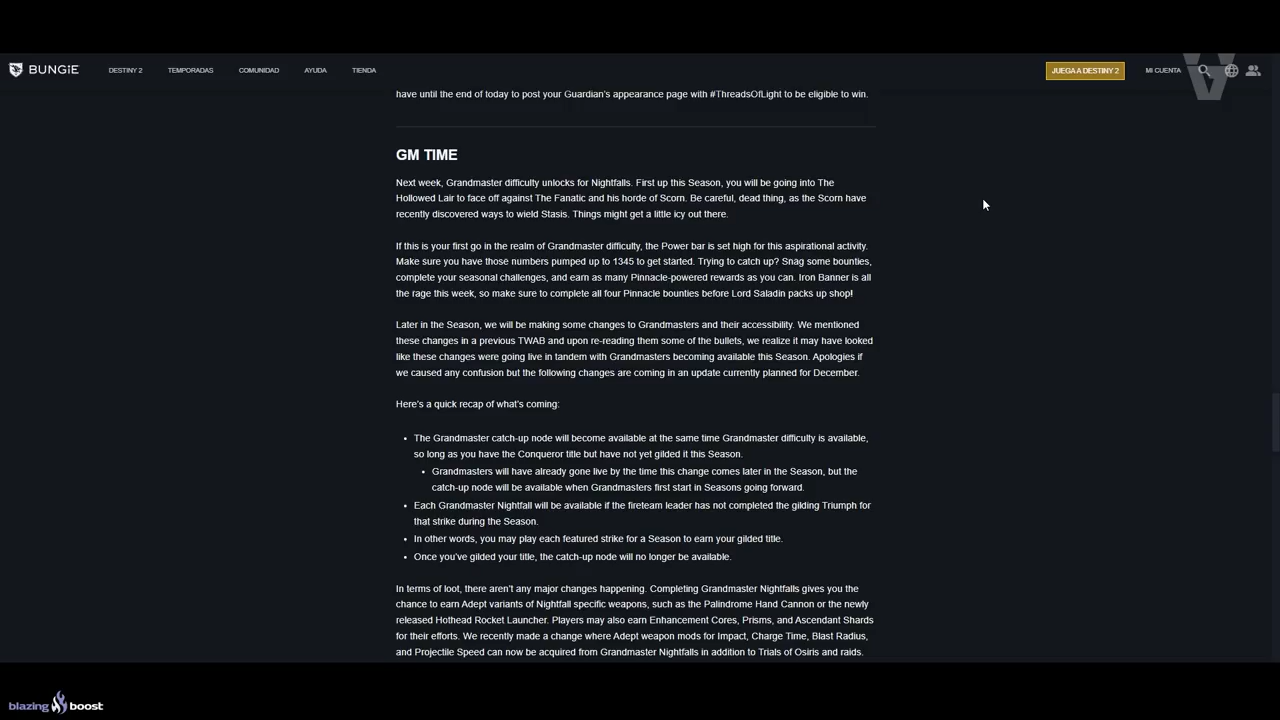 BUNGIE
DESTINY 2 TEMPORADAS COMUNIDAD AYUDA TIENDA JUEGA A DESTINY 2 MI CUENTA
have until the end of today to post your Guardian's appearance page with #ThreadsOfLight to be eligible to win.
GM TIME
Next week, Grandmaster difficulty unlocks for Nightfalls. First up this Season, you will be going into The
Hollowed Lair to face off against The Fanatic and his horde of Scorn. Be careful, dead thing, as the Scorn have
recently discovered ways to wield Stasis. Things might get a little icy out there.
If this is your first go in the realm of Grandmaster difficulty, the Power bar is set high for this aspirational activity.
Make sure you have those numbers pumped up to 1345 to get started. Trying to catch up? Snag some bounties,
complete your seasonal challenges, and earn as many Pinnacle-powered rewards as you can. Iron Banner is all
the rage this week, so make sure to complete all four Pinnacle bounties before Lord Saladin packs up shop!
Later in the Season, we will be making some changes to Grandmasters and their accessibility. We mentioned
these changes in a previous TWAB and upon re-reading them some of the bullets, we realize it may have looked
like these changes were going live in tandem with Grandmasters becoming available this Season. Apologies if
we caused any confusion but the following changes are coming in an update currently planned for December.
Here's a quick recap of what's coming:
• The Grandmaster catch-up node will become available at the same time Grandmaster difficulty is available,
so long as you have the Conqueror title but have not yet gilded it this Season.
• Grandmasters will have already gone live by the time this change comes later in the Season, but the
catch-up node will be available when Grandmasters first start in Seasons going forward.
• Each Grandmaster Nightfall will be available if the fireteam leader has not completed the gilding Triumph for
that strike during the Season.
• In other words, you may play each featured strike for a Season to earn your gilded title.
• Once you've gilded your title, the catch-up node will no longer be available.
In terms of loot, there aren't any major changes happening. Completing Grandmaster Nightfalls gives you the
chance to earn Adept variants of Nightfall specific weapons, such as the Palindrome Hand Cannon or the newly
released Hothead Rocket Launcher. Players may also earn Enhancement Cores, Prisms, and Ascendant Shards
for their efforts. We recently made a change where Adept weapon mods for Impact, Charge Time, Blast Radius,
and Projectile Speed can now be acquired from Grandmaster Nightfalls in addition to Trials of Osiris and raids.
blazing boost